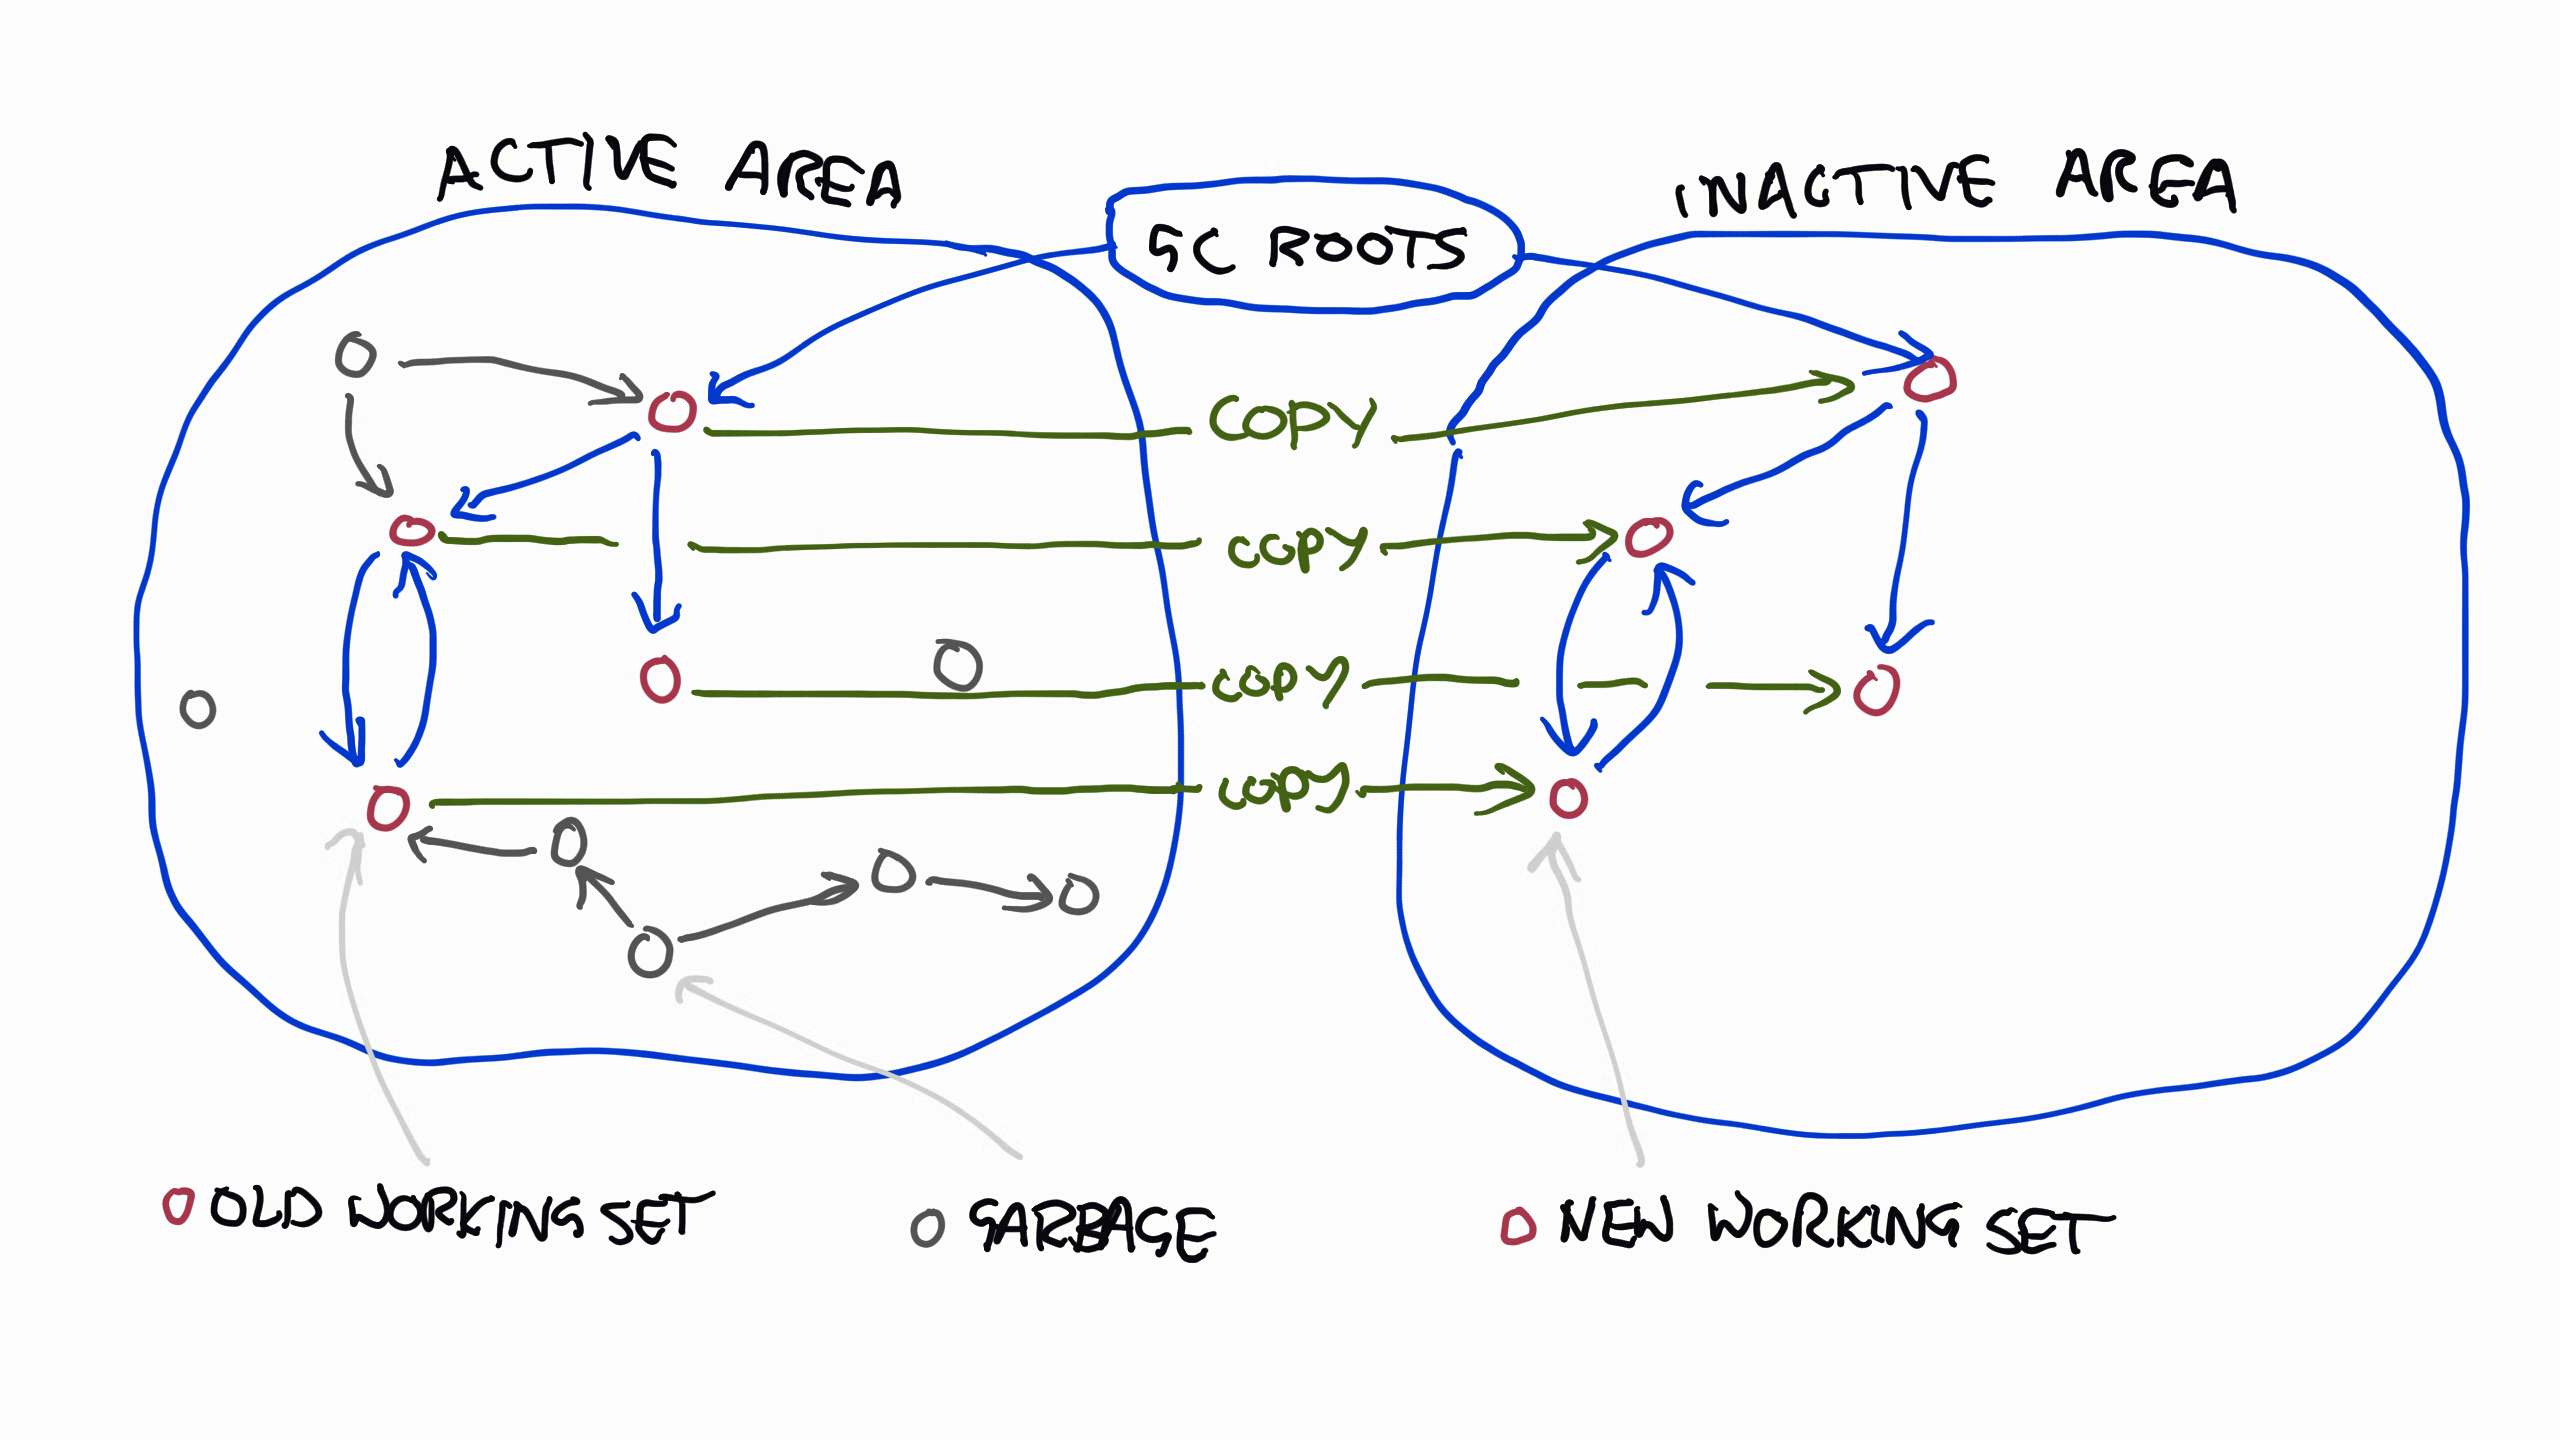 ACTIVE AREA
GC ROOTS
INACTIVE AREA
COPY
COPY
COPY
COPY
OLD WORKING SET
GARBAGE
NEW WORKING SET